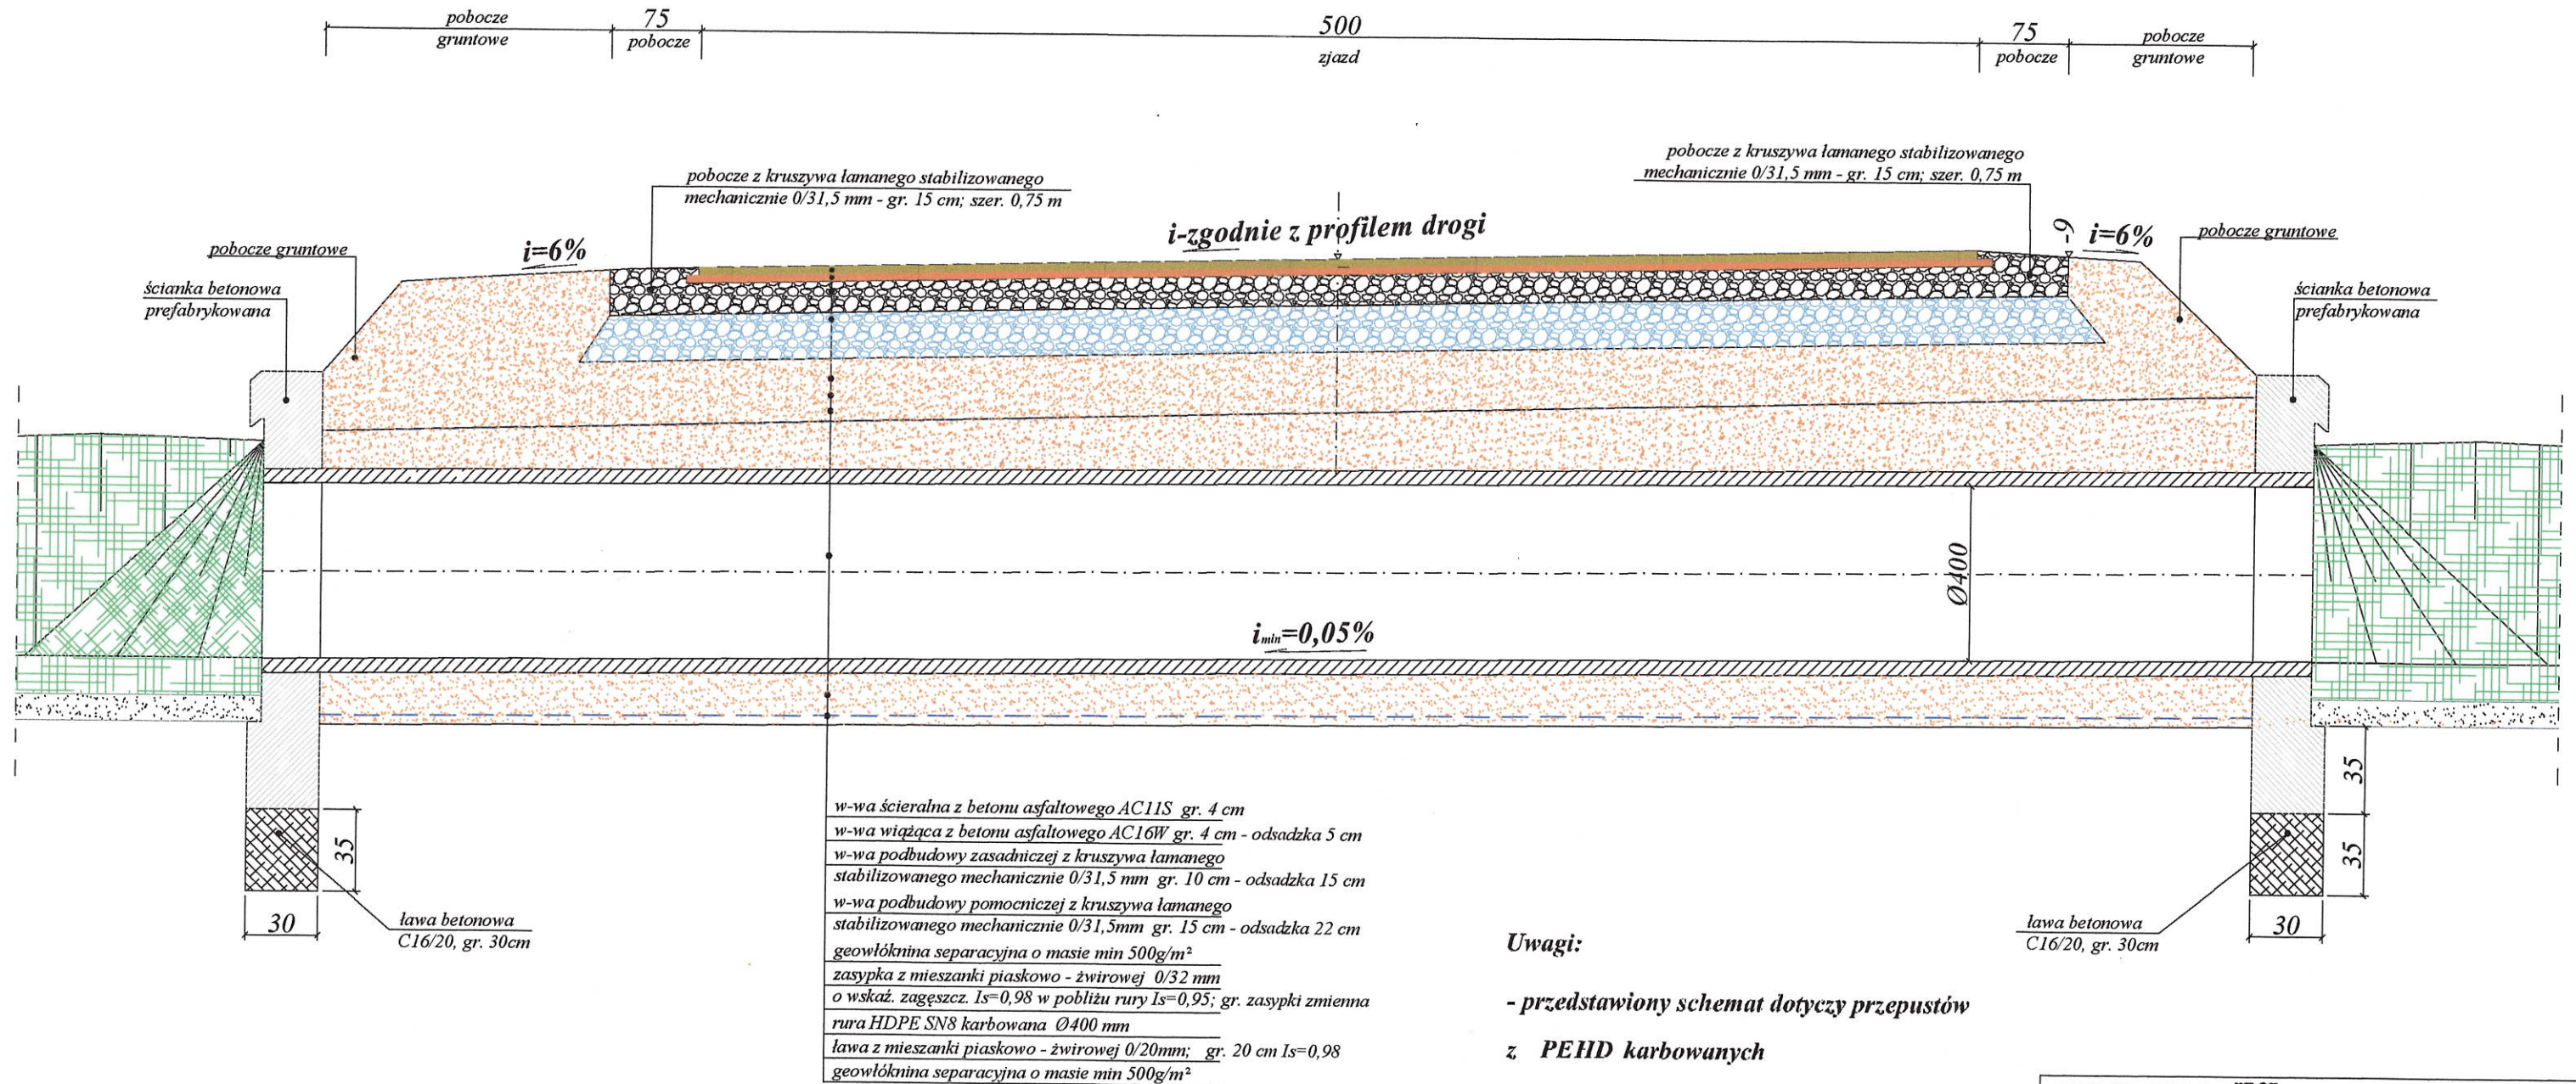 pobocze
gruntowe
75
pobocze
500
zjazd
75
pobocze
pobocze
gruntowe
pobocze z kruszywa łamanego stabilizowanego
mechanicznie 0/31,5 mm - gr. 15 cm; szer. 0,75 m
pobocze z kruszywa łamanego stabilizowanego
mechanicznie 0/31,5 mm - gr. 15 cm; szer. 0,75 m
i-zgodnie z profilem drogi
pobocze gruntowe
i=6%
-9
i=6%
pobocze gruntowe
ścianka betonowa
prefabrykowana
ścianka betonowa
prefabrykowana
Ø400
imin=0,05%
35
35
35
30
30
ława betonowa
C16/20, gr. 30cm
ława betonowa
C16/20, gr. 30cm
w-wa ścieralna z betonu asfaltowego AC11S gr. 4 cm
w-wa wiążąca z betonu asfaltowego AC16W gr. 4 cm - odsadzka 5 cm
w-wa podbudowy zasadniczej z kruszywa łamanego
stabilizowanego mechanicznie 0/31,5 mm gr. 10 cm - odsadzka 15 cm
w-wa podbudowy pomocniczej z kruszywa łamanego
stabilizowanego mechanicznie 0/31,5mm gr. 15 cm - odsadzka 22 cm
geowłóknina separacyjna o masie min 500g/m²
zasypka z mieszanki piaskowo - żwirowej 0/32 mm
o wskaź. zagęszcz. Is=0,98 w pobliżu rury Is=0,95; gr. zasypki zmienna
rura HDPE SN8 karbowana Ø400 mm
ława z mieszanki piaskowo - żwirowej 0/20mm; gr. 20 cm Is=0,98
geowłóknina separacyjna o masie min 500g/m²
Uwagi:
- przedstawiony schemat dotyczy przepustów
z PEHD karbowanych